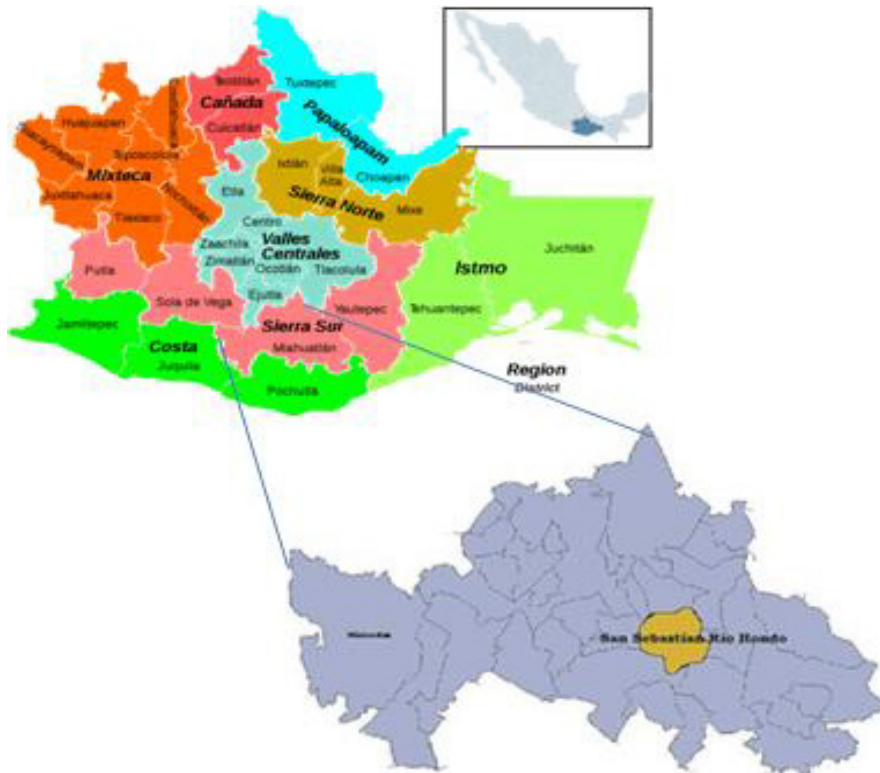 Teotitlán
Cañada
Cuicatlán
Tuxtepec
Papaloapam
Choapan
Huajuapan
Mixteca
Juxtlahuaca
Tlaxiaco
Nochixtlán
Ixtlán
Villa
Alta
Sierra Norte
Mixe
Etla
Centro
Zaachila
Valles
Centrales
Zimatlán
Ocotlán
Tlacolula
Ejutla
Istmo
Juchitán
Tehuantepec
Putla
Sola de Vega
Yautepec
Sierra Sur
Miahuatlán
Jamiltepec
Costa
Juquila
Pochutla
Region
District
San Sebastián Río Hondo